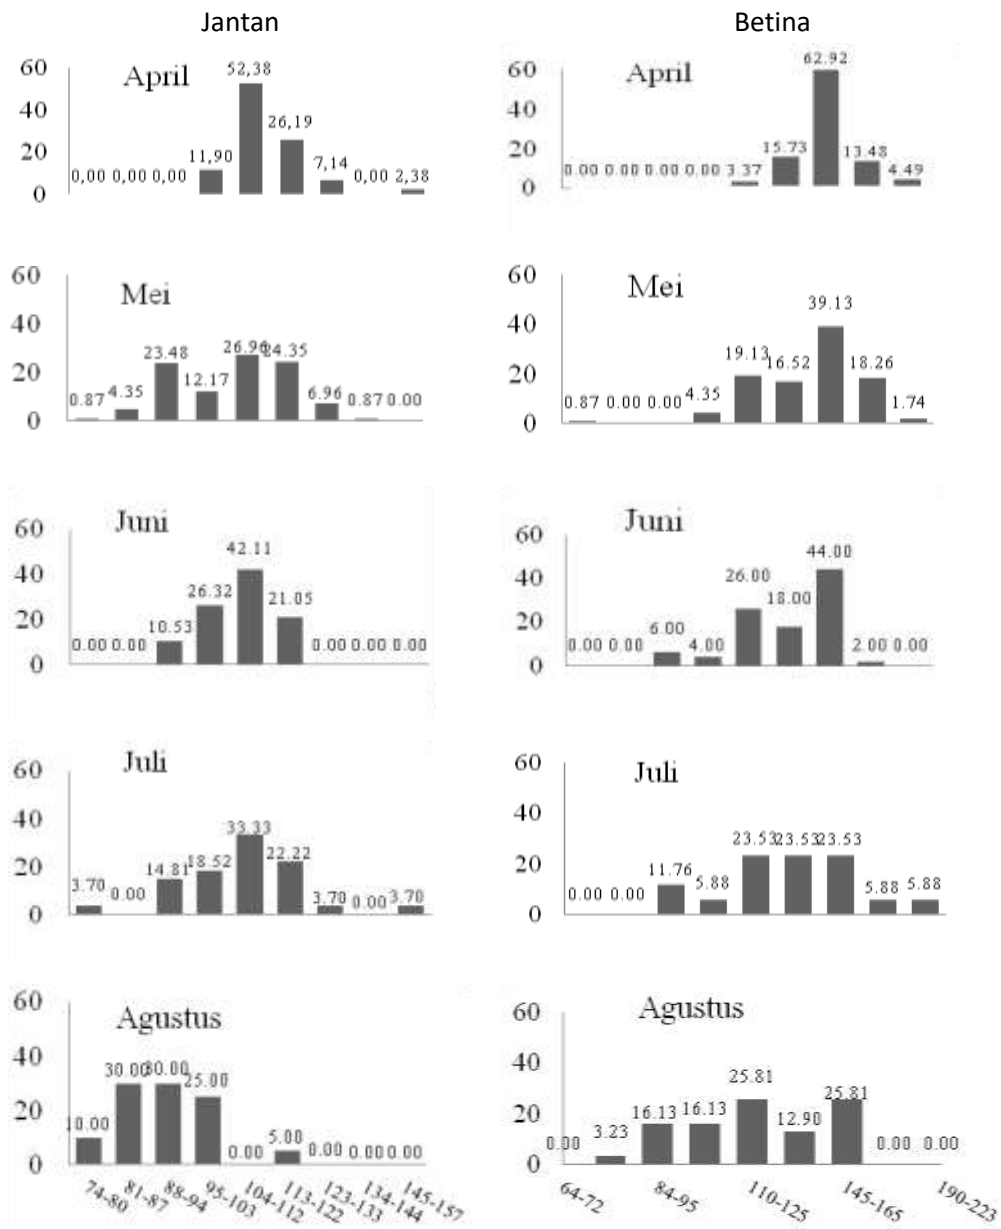 Jantan
Betina
April
60
40
20
0
0,00 0,00 0,00 11,90 52,38 26,19 7,14 0,00 2,38
April
60
40
20
0
0.00 0.00 0.00 0.00 3.37 15.73 62.92 13.48 4.49
Mei
60
40
20
0
0.87 4.35 23.48 12.17 26.96 24.35 6.96 0.87 0.00
Mei
60
40
20
0
0.87 0.00 0.00 4.35 19.13 16.52 39.13 18.26 1.74
Juni
60
40
20
0
0.00 0.00 10.53 26.32 42.11 21.05 0.00 0.00 0.00
Juni
60
40
20
0
0.00 0.00 6.00 4.00 26.00 18.00 44.00 2.00 0.00
Juli
60
40
20
0
3.70 0.00 14.81 18.52 33.33 22.22 3.70 0.00 3.70
Juli
60
40
20
0
0.00 0.00 11.76 5.88 23.53 23.53 23.53 5.88 5.88
Agustus
60
40
20
0
10.00 30.00 30.00 25.00 0.00 5.00 0.00 0.00 0.00
74-80 81-87 88-94 95-103 104-112 113-122 123-133 134-144 145-157
Agustus
60
40
20
0
0.00 3.23 16.13 16.13 25.81 12.90 25.81 0.00 0.00
64-72 84-95 110-125 145-165 190-223